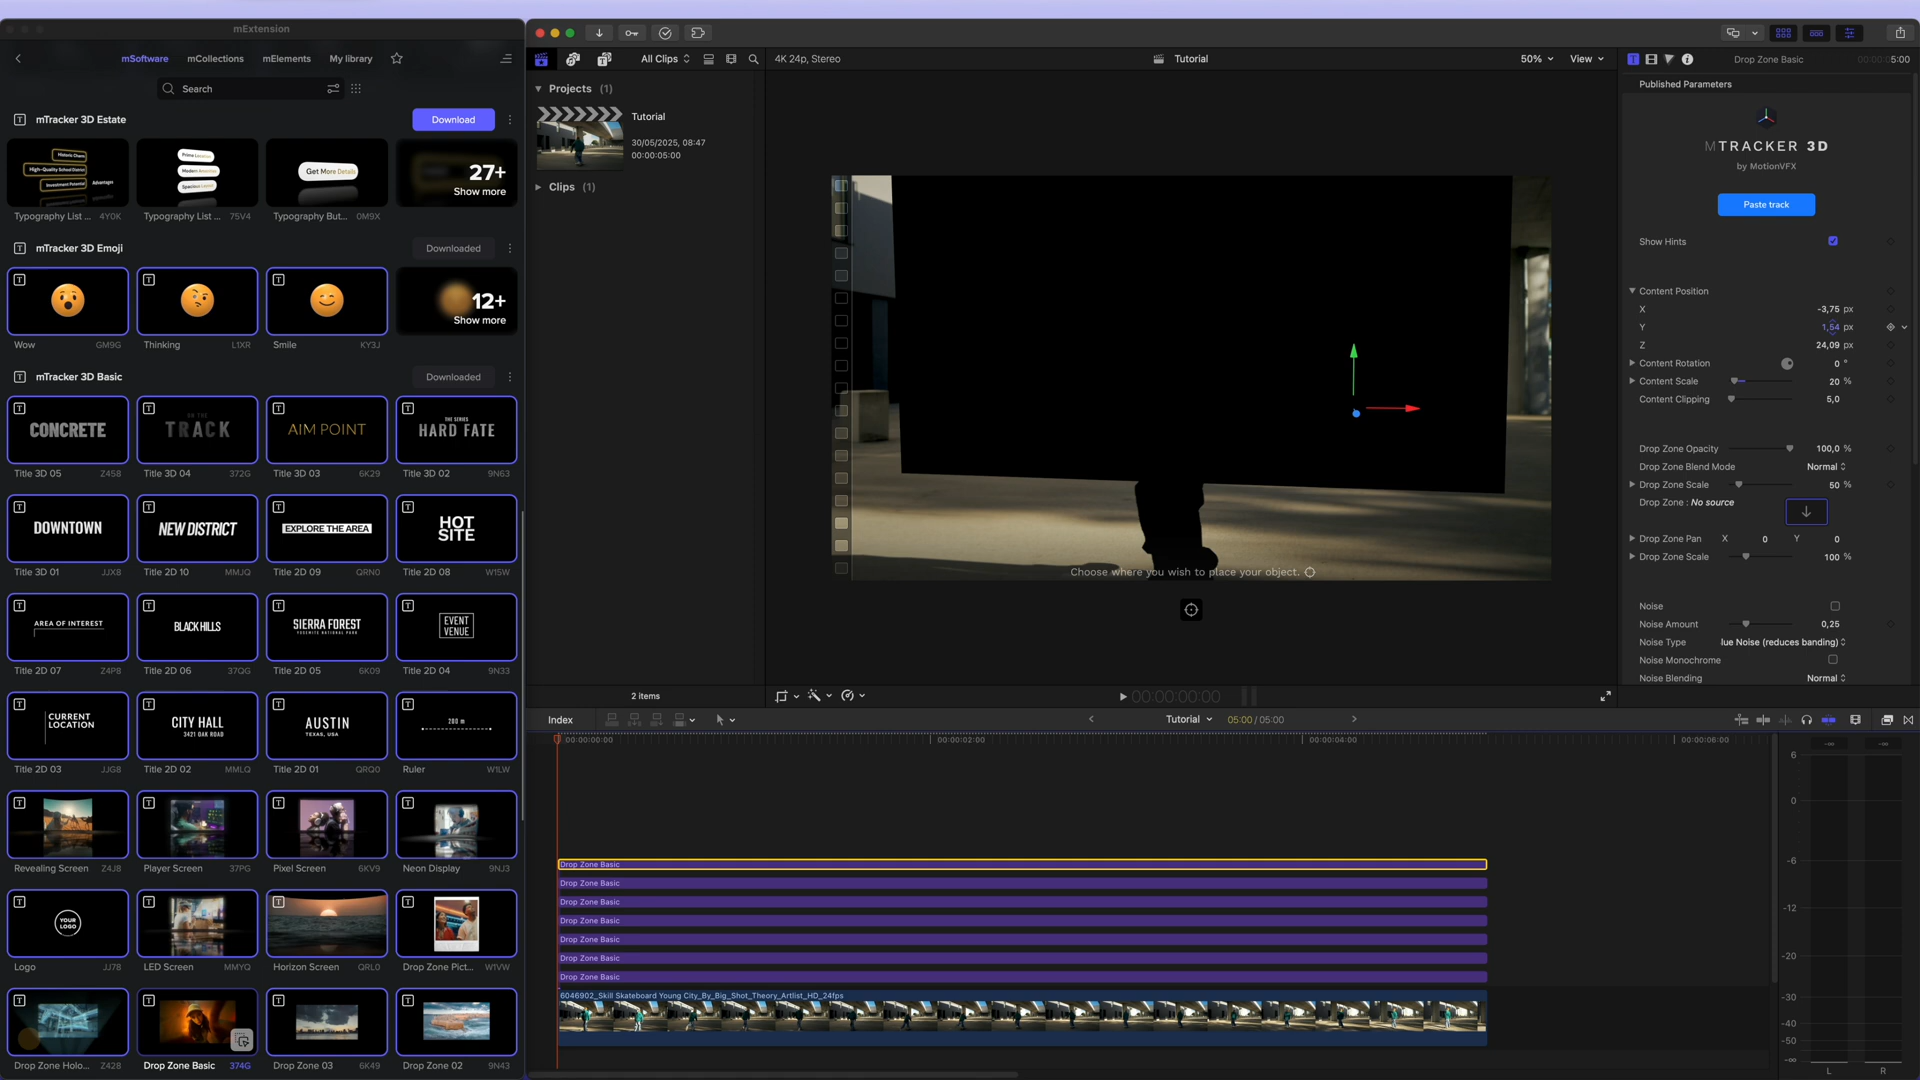 mExtension
mSoftware
mCollections
mElements
My library
Search
mTracker 3D Estate
Download
Historic Charm
High-Quality School District
Investment Potential
Advantages
Prime Location
Modern Amenities
Spacious Layout
Get More Details
27+
Show more
Typography List ... 4Y0K
Typography List ... 75V4
Typography But... 0M9X
mTracker 3D Emoji
Downloaded
12+
Show more
Wow GM9G
Thinking L1XR
Smile KY3J
mTracker 3D Basic
Downloaded
CONCRETE
ON THE
TRACK
AIM POINT
THE SERIES
HARD FATE
Title 3D 05 Z458
Title 3D 04 372G
Title 3D 03 6K29
Title 3D 02 9N63
DOWNTOWN
NEW DISTRICT
EXPLORE THE AREA
HOT
SITE
Title 3D 01 JJX8
Title 2D 10 MMJQ
Title 2D 09 QRN0
Title 2D 08 W15W
AREA OF INTEREST
BLACK HILLS
SIERRA FOREST
YOSEMITE NATIONAL PARK
EVENT
VENUE
Title 2D 07 Z4P8
Title 2D 06 37QG
Title 2D 05 6K09
Title 2D 04 9N33
CURRENT
LOCATION
CITY HALL
3421 OAK ROAD
AUSTIN
TEXAS, USA
200 m
Title 2D 03 JJG8
Title 2D 02 MMLQ
Title 2D 01 QRQ0
Ruler W1LW
Revealing Screen Z4J8
Player Screen 37PG
Pixel Screen 6KV9
Neon Display 9NJ3
YOUR
LOGO
Logo JJ78
LED Screen MMYQ
Horizon Screen QRL0
Drop Zone Pict... W1VW
Drop Zone Holo... Z428
Drop Zone Basic 374G
Drop Zone 03 6K49
Drop Zone 02 9N43
All Clips
4K 24p, Stereo
Tutorial
50%
View
Projects (1)
Tutorial
30/05/2025, 08:47
00:00:05:00
Clips (1)
2 items
Choose where you wish to place your object.
00:00:00:00
Drop Zone Basic
00:00:05:00
Published Parameters
MTRACKER 3D
by MotionVFX
Paste track
Show Hints
Content Position
X -3,75 px
Y 1,54 px
Z 24,09 px
Content Rotation 0 °
Content Scale 20 %
Content Clipping 5,0
Drop Zone Opacity 100,0 %
Drop Zone Blend Mode Normal
Drop Zone Scale 50 %
Drop Zone : No source
Drop Zone Pan X 0 Y 0
Drop Zone Scale 100 %
Noise
Noise Amount 0,25
Noise Type lue Noise (reduces banding)
Noise Monochrome
Noise Blending Normal
Index
Tutorial
05:00 / 05:00
00:00:00:00
00:00:02:00
00:00:04:00
00:00:06:00
Drop Zone Basic
Drop Zone Basic
Drop Zone Basic
Drop Zone Basic
Drop Zone Basic
Drop Zone Basic
Drop Zone Basic
6046902_Skill Skateboard Young City_By_Big_Shot_Theory_Artlist_HD_24fps
-∞ -∞
6
0
-6
-12
-20
-30
-40
-50
-∞
L R